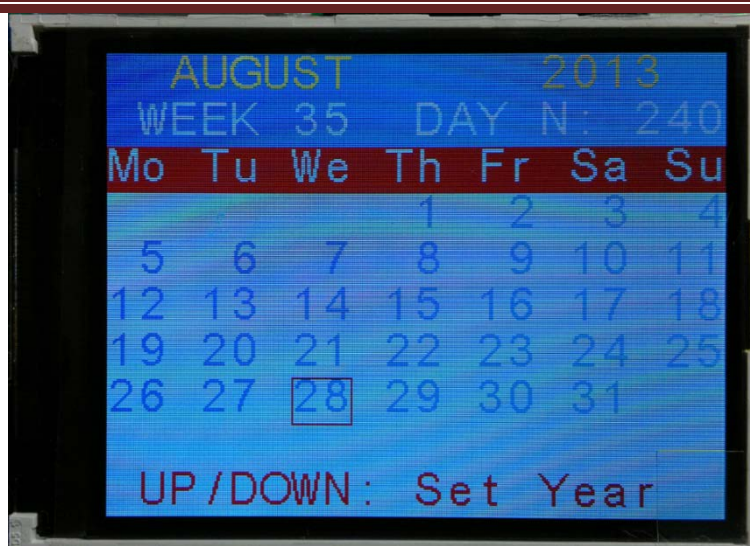 AUGUST 2013
WEEK 35 DAY N: 240
Mo Tu We Th Fr Sa Su
1 2 3 4
5 6 7 8 9 10 11
12 13 14 15 16 17 18
19 20 21 22 23 24 25
26 27 28 29 30 31
UP/DOWN: Set Year